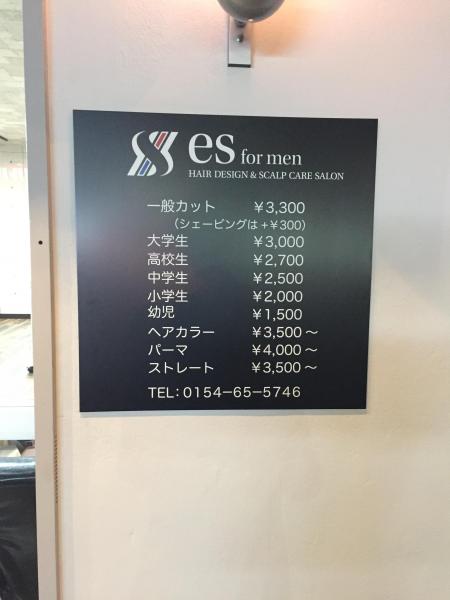 es for men
HAIR DESIGN & SCALP CARE SALON
一般カット ¥3,300
（シェービングは+¥300）
大学生 ¥3,000
高校生 ¥2,700
中学生 ¥2,500
小学生 ¥2,000
幼児 ¥1,500
ヘアカラー ¥3,500～
パーマ ¥4,000～
ストレート ¥3,500～
TEL：0154−65−5746